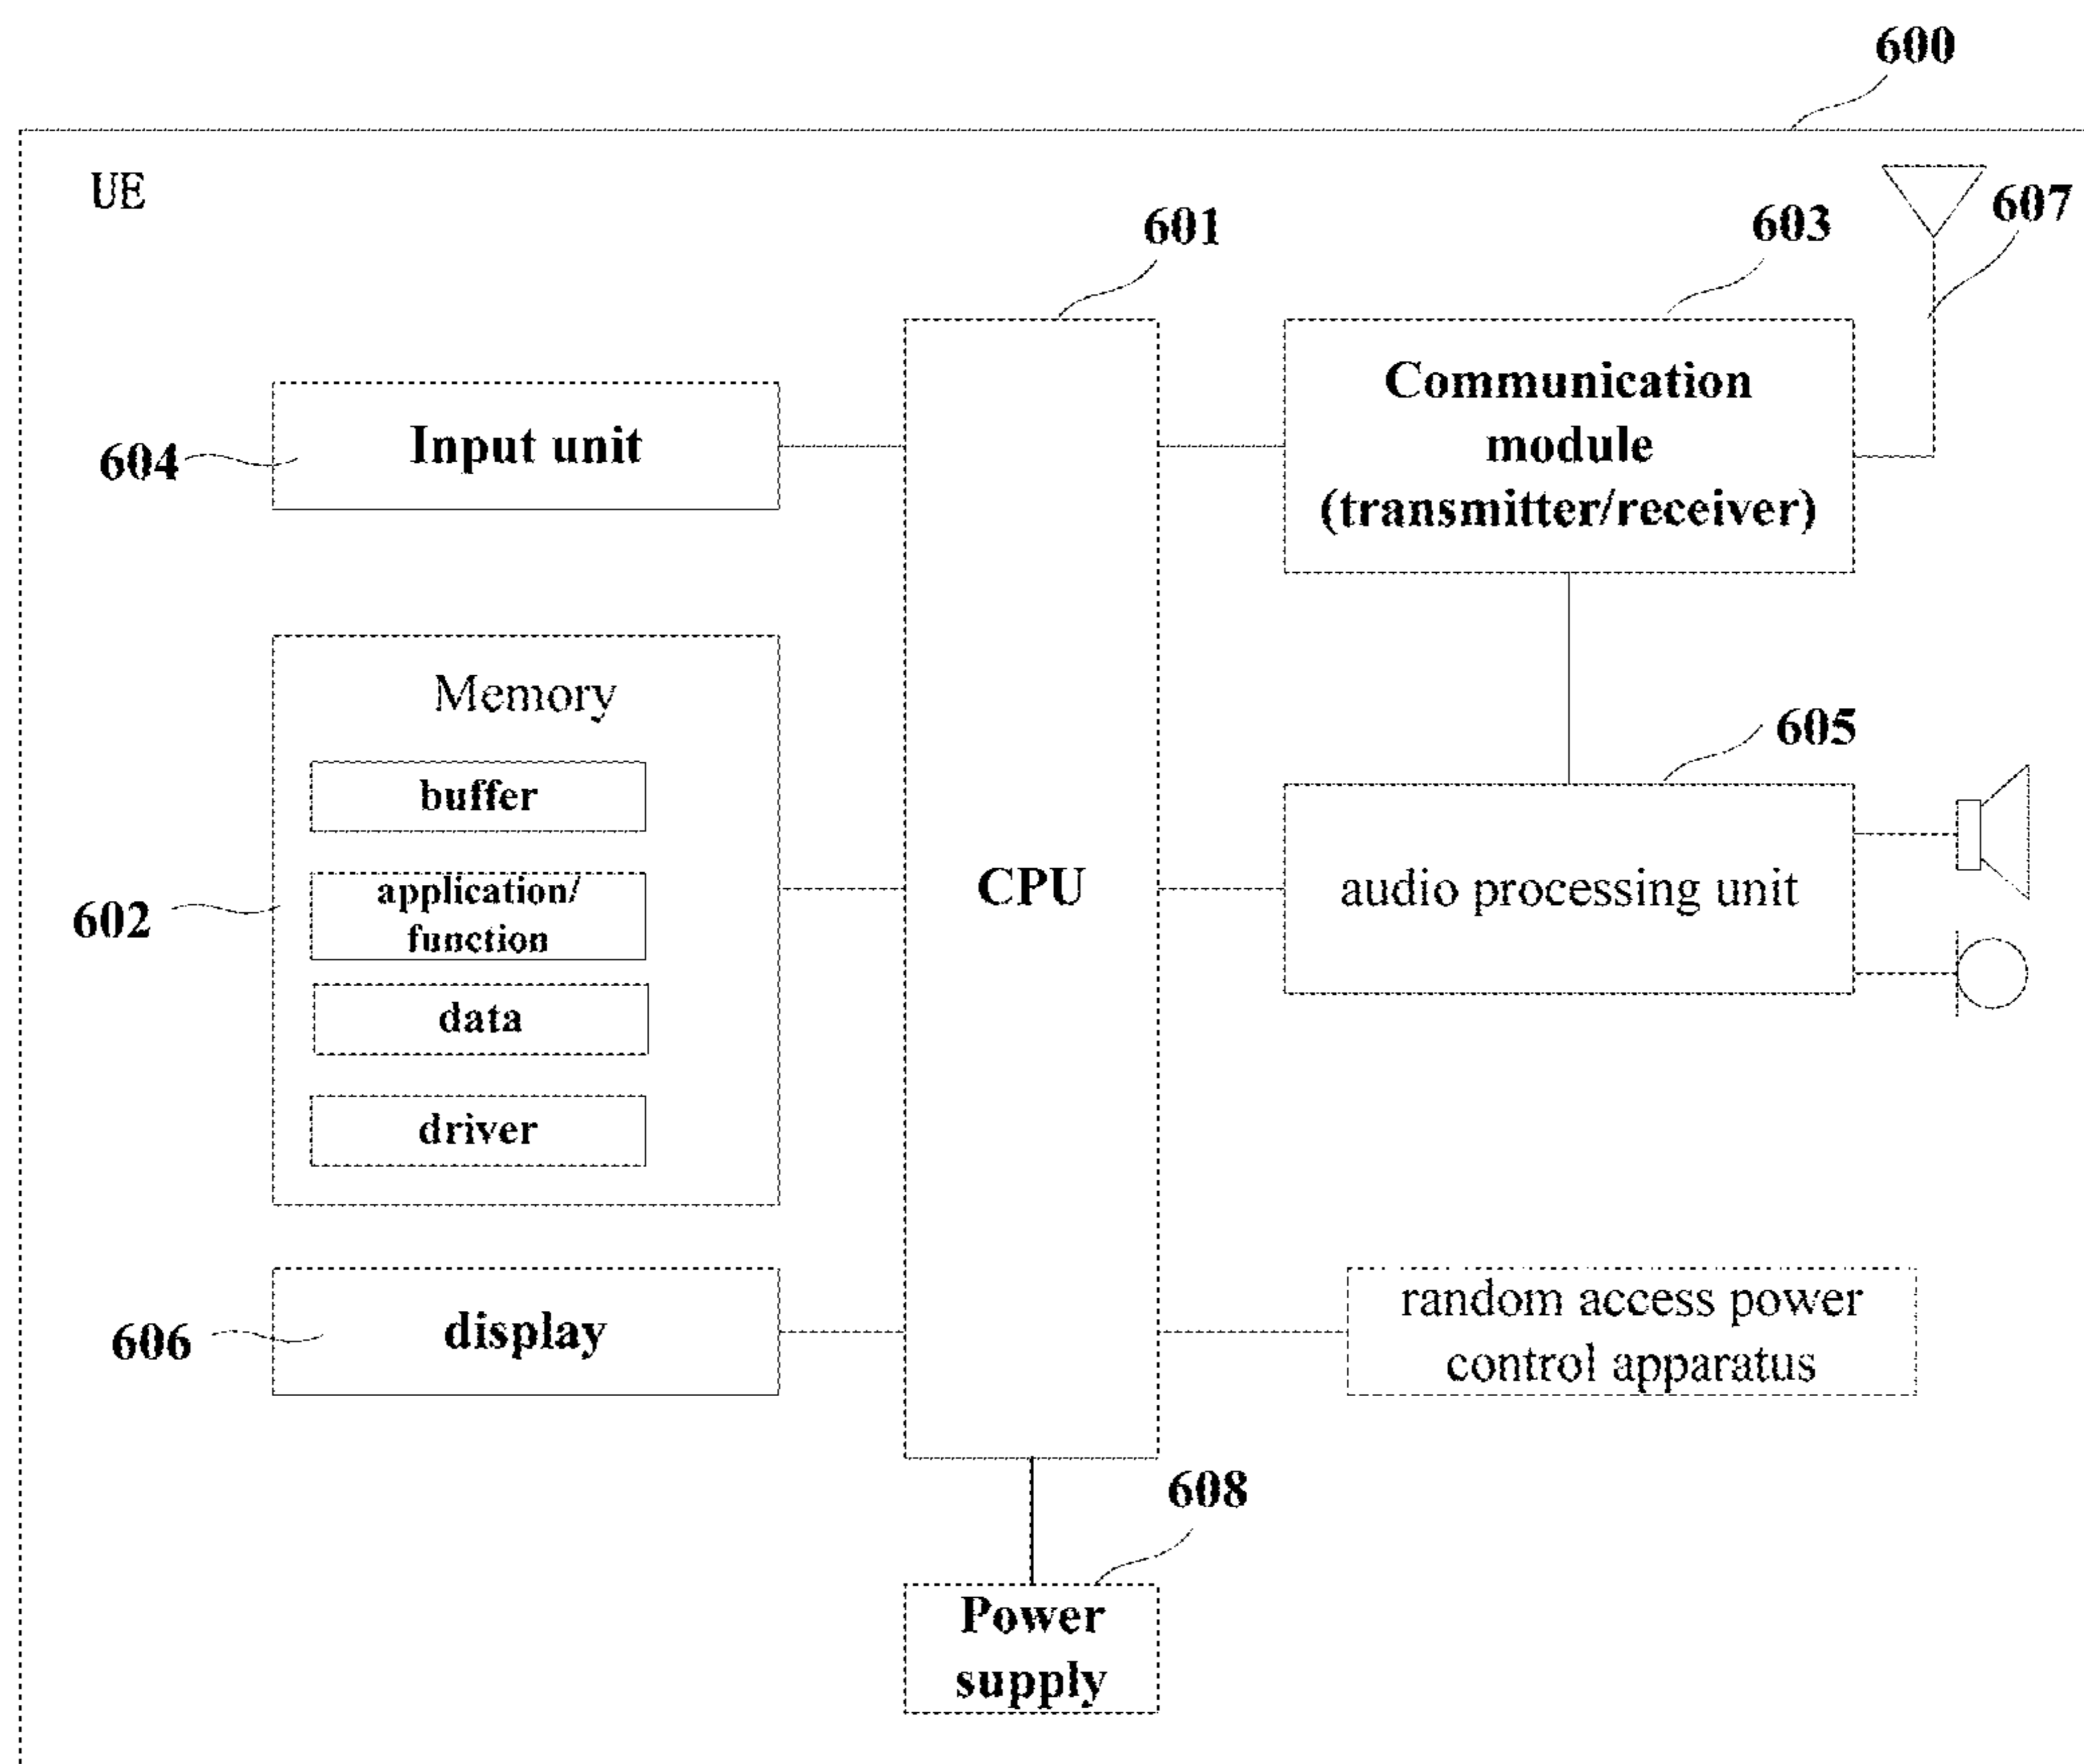 600
UE
607
601
603
Communication
module
(transmitter/receiver)
Input unit
604
Memory
buffer
application/
function
data
driver
602
CPU
605
audio processing unit
display
606
random access power
control apparatus
608
Power
supply